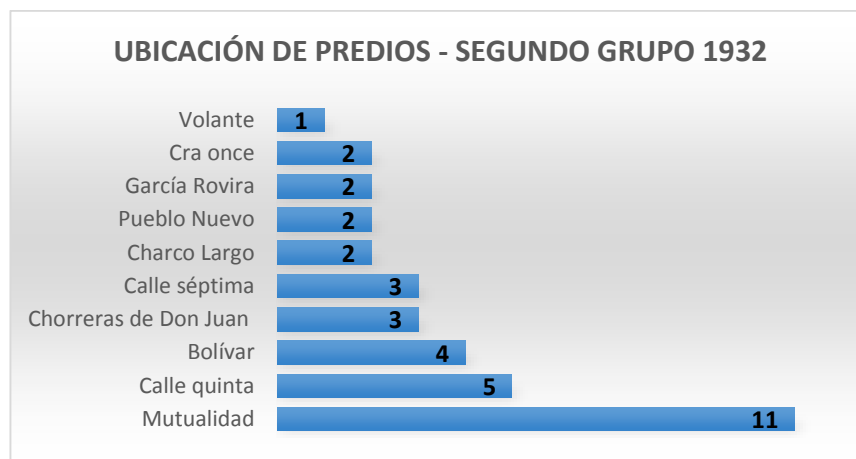 UBICACIÓN DE PREDIOS - SEGUNDO GRUPO 1932
Volante 1
Cra once 2
García Rovira 2
Pueblo Nuevo 2
Charco Largo 2
Calle séptima 3
Chorreras de Don Juan 3
Bolívar 4
Calle quinta 5
Mutualidad 11